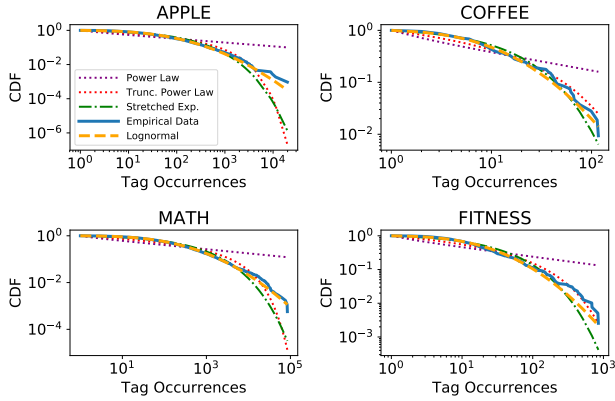 APPLE
10^0
10^-2
10^-4
10^-6
CDF
Power Law
Trunc. Power Law
Stretched Exp.
Empirical Data
Lognormal
10^0 10^1 10^2 10^3 10^4
Tag Occurrences
COFFEE
10^0
10^-1
10^-2
CDF
10^0 10^1 10^2
Tag Occurrences
MATH
10^0
10^-2
10^-4
CDF
10^1 10^3 10^5
Tag Occurrences
FITNESS
10^0
10^-1
10^-2
10^-3
CDF
10^0 10^1 10^2 10^3
Tag Occurrences